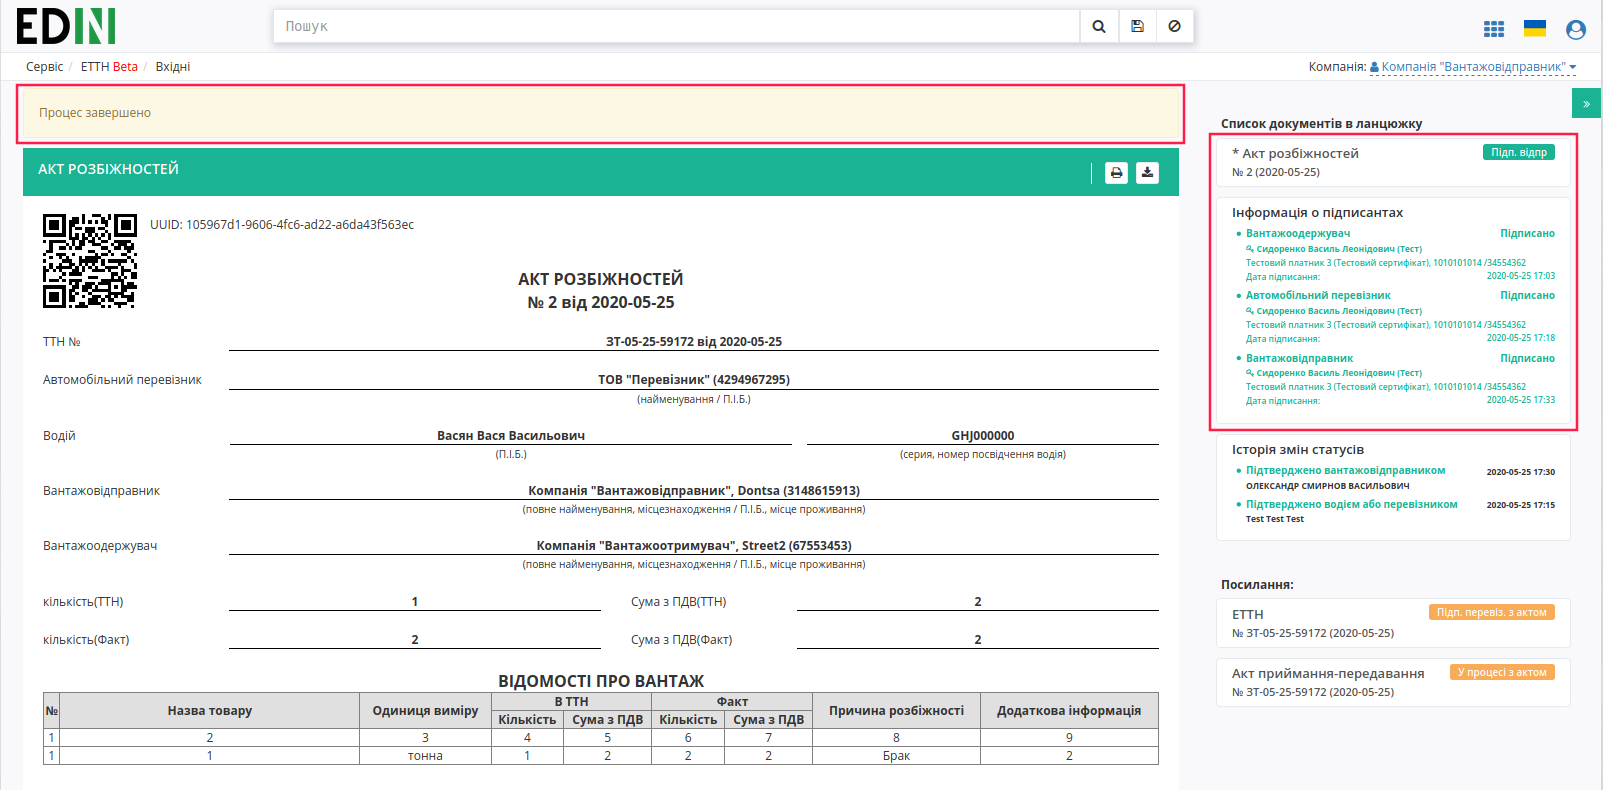 EDIN
Пошук
Сервіс / ЕТТН Beta / Вхідні
Компанія: Компанія "Вантажовідправник"
Процес завершено
АКТ РОЗБІЖНОСТЕЙ
UUID: 105967d1-9606-4fc6-ad22-a6da43f563ec
АКТ РОЗБІЖНОСТЕЙ
№ 2 від 2020-05-25
ТТН № ЗТ-05-25-59172 від 2020-05-25
Автомобільний перевізник ТОВ "Перевізник" (4294967295)
(найменування / П.І.Б.)
Водій Васян Вася Васильович GHJ000000
(П.І.Б.) (серия, номер посвідчення водія)
Вантажовідправник Компанія "Вантажовідправник", Dontsa (3148615913)
(повне найменування, місцезнаходження / П.І.Б., місце проживання)
Вантажоодержувач Компанія "Вантажоотримувач", Street2 (67553453)
(повне найменування, місцезнаходження / П.І.Б., місце проживання)
кількість(ТТН) 1 Сума з ПДВ(ТТН) 2
кількість(Факт) 2 Сума з ПДВ(Факт) 2
ВІДОМОСТІ ПРО ВАНТАЖ
№ Назва товару Одиниця виміру В ТТН Факт Причина розбіжності Додаткова інформація
Кількість Сума з ПДВ Кількість Сума з ПДВ
1 2 3 4 5 6 7 8 9
1 1 тонна 1 2 2 2 Брак 2
»
Список документів в ланцюжку
* Акт розбіжностей Підп. відпр
№ 2 (2020-05-25)
Інформація о підписантах
Вантажоодержувач Підписано
Сидоренко Василь Леонідович (Тест)
Тестовий платник 3 (Тестовий сертифікат), 1010101014 /34554362
Дата підписання: 2020-05-25 17:03
Автомобільний перевізник Підписано
Сидоренко Василь Леонідович (Тест)
Тестовий платник 3 (Тестовий сертифікат), 1010101014 /34554362
Дата підписання: 2020-05-25 17:18
Вантажовідправник Підписано
Сидоренко Василь Леонідович (Тест)
Тестовий платник 3 (Тестовий сертифікат), 1010101014 /34554362
Дата підписання: 2020-05-25 17:33
Історія змін статусів
Підтверджено вантажовідправником 2020-05-25 17:30
ОЛЕКСАНДР СМИРНОВ ВАСИЛЬОВИЧ
Підтверджено водієм або перевізником 2020-05-25 17:15
Test Test Test
Посилання:
ЕТТН Підп. перевіз. з актом
№ ЗТ-05-25-59172 (2020-05-25)
Акт приймання-передавання У процесі з актом
№ ЗТ-05-25-59172 (2020-05-25)